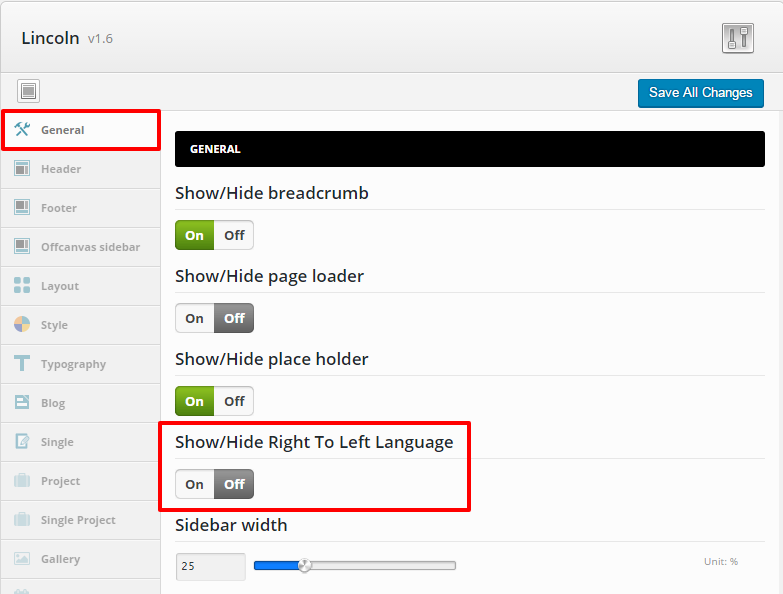 Lincoln v1.6
Save All Changes
General
Header
Footer
Offcanvas sidebar
Layout
Style
Typography
Blog
Single
Project
Single Project
Gallery
GENERAL
Show/Hide breadcrumb
On Off
Show/Hide page loader
On Off
Show/Hide place holder
On Off
Show/Hide Right To Left Language
On Off
Sidebar width
25 Unit: %